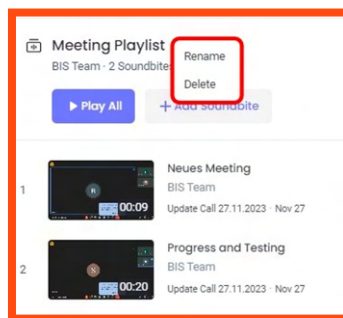 Meeting Playlist
BIS Team · 2 Soundbite
Rename
Delete
Play All
+ Add Soundbite
1
R
00:09
Neues Meeting
BIS Team
Update Call 27.11.2023 · Nov 27
2
S
00:20
Progress and Testing
BIS Team
Update Call 27.11.2023 · Nov 27